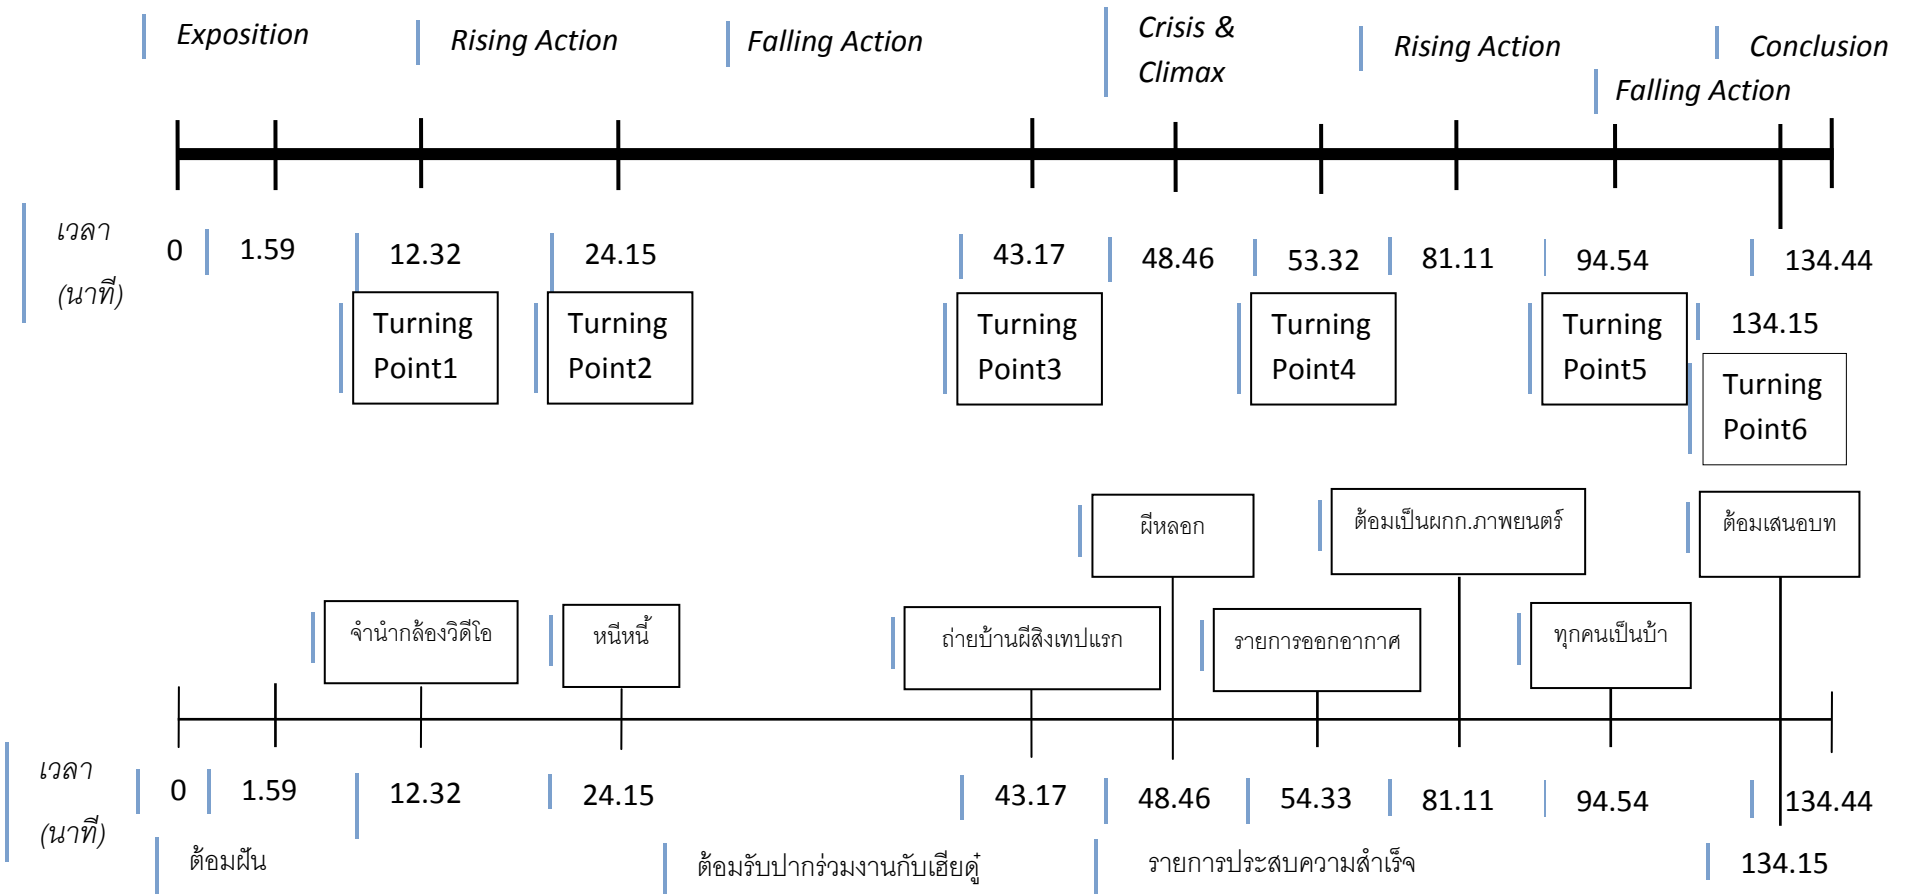 Exposition
Rising Action
Falling Action
Crisis &
Climax
Rising Action
Falling Action
Conclusion
เวลา
(นาที)
0
1.59
12.32
24.15
43.17
48.46
53.32
81.11
94.54
134.44
134.15
Turning
Point1
Turning
Point2
Turning
Point3
Turning
Point4
Turning
Point5
Turning
Point6
ผีหลอก
ต้อมเป็นผกก.ภาพยนตร์
ต้อมเสนอบท
จำนำกล้องวิดีโอ
หนีหนี้
ถ่ายบ้านผีสิงเทปแรก
รายการออกอากาศ
ทุกคนเป็นบ้า
เวลา
(นาที)
0
1.59
12.32
24.15
43.17
48.46
54.33
81.11
94.54
134.44
134.15
ต้อมฝัน
ต้อมรับปากร่วมงานกับเฮียดู๋
รายการประสบความสำเร็จ